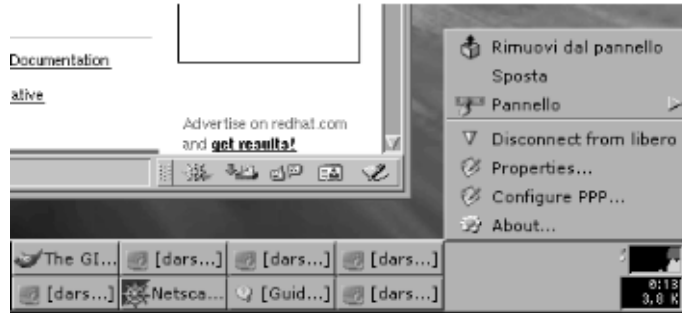 Documentation
ative
Advertise on redhat.com
and get results!
Rimuovi dal pannello
Sposta
Pannello
Disconnect from libero
Properties...
Configure PPP...
About...
The GI... [dars...] [dars...] [dars...]
[dars...] Netsca... [Guid...] [dars...]
0:13
3,8 K